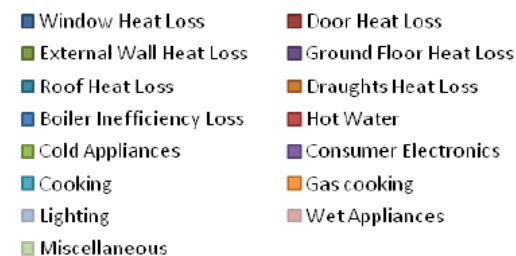 Window Heat Loss Door Heat Loss
External Wall Heat Loss Ground Floor Heat Loss
Roof Heat Loss Draughts Heat Loss
Boiler Inefficiency Loss Hot Water
Cold Appliances Consumer Electronics
Cooking Gas cooking
Lighting Wet Appliances
Miscellaneous